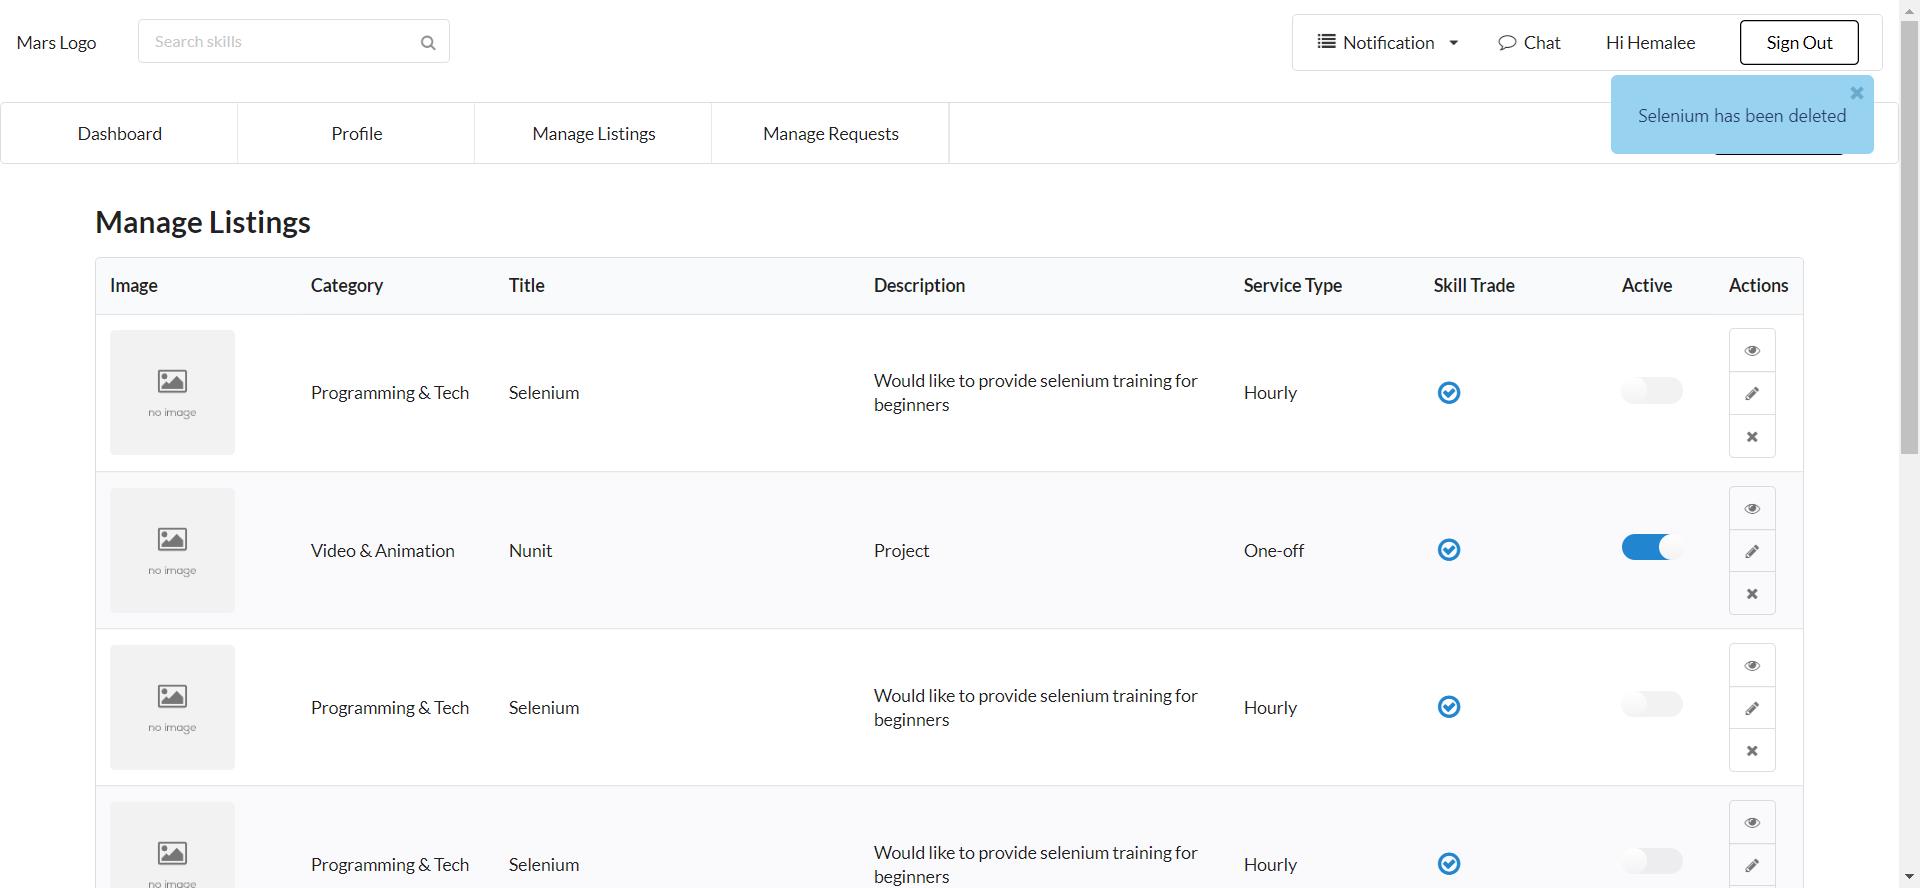 Mars Logo
Search skills
Notification
Chat
Hi Hemalee
Sign Out
Selenium has been deleted
Dashboard
Profile
Manage Listings
Manage Requests
Manage Listings
Image
Category
Title
Description
Service Type
Skill Trade
Active
Actions
no image
Programming & Tech
Selenium
Would like to provide selenium training for
beginners
Hourly
no image
Video & Animation
Nunit
Project
One-off
no image
Programming & Tech
Selenium
Would like to provide selenium training for
beginners
Hourly
no image
Programming & Tech
Selenium
Would like to provide selenium training for
beginners
Hourly